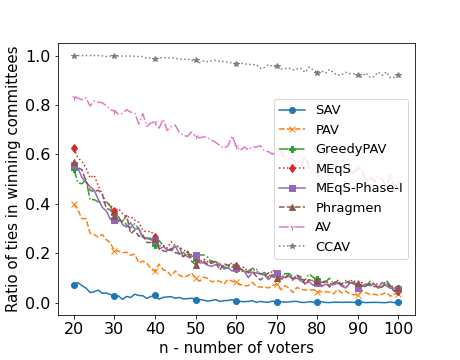 Ratio of ties in winning committees
1.0
0.8
0.6
0.4
0.2
0.0
SAV
PAV
GreedyPAV
MEqS
MEqS-Phase-I
Phragmen
AV
CCAV
20 30 40 50 60 70 80 90 100
n - number of voters